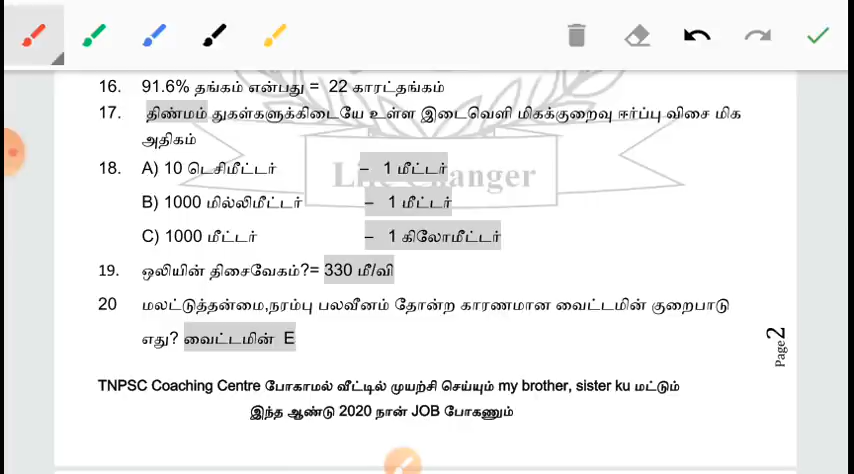 16. 91.6% தங்கம் என்பது = 22 காரட்தங்கம்
17. திண்மம் துகள்களுக்கிடையே உள்ள இடைவெளி மிகக்குறைவு ஈர்ப்பு விசை மிக
அதிகம்
18. A) 10 டெசிமீட்டர் – 1 மீட்டர்
B) 1000 மில்லிமீட்டர் – 1 மீட்டர்
C) 1000 மீட்டர் – 1 கிலோமீட்டர்
19. ஒலியின் திசைவேகம்?= 330 மீ/வி
20 மலட்டுத்தன்மை,நரம்பு பலவீனம் தோன்ற காரணமான வைட்டமின் குறைபாடு
எது? வைட்டமின் E
Page 2
TNPSC Coaching Centre போகாமல் வீட்டில் முயற்சி செய்யும் my brother, sister ku மட்டும்
இந்த ஆண்டு 2020 நான் JOB போகணும்